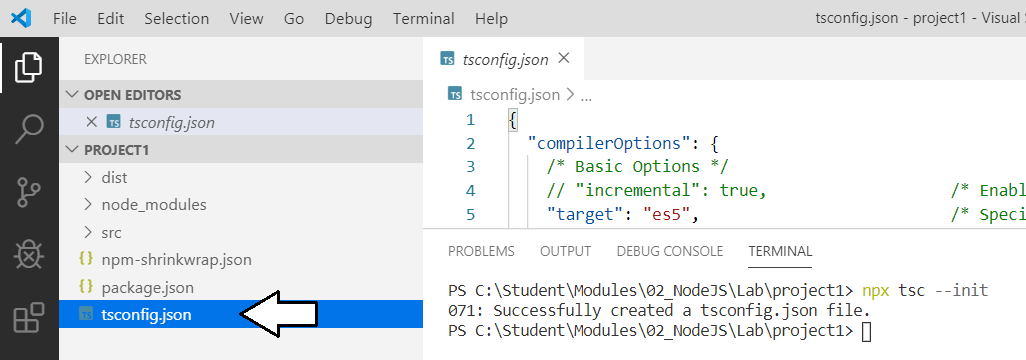 File Edit Selection View Go Debug Terminal Help tsconfig.json - project1 - Visual
EXPLORER
OPEN EDITORS
TS tsconfig.json
PROJECT1
dist
node_modules
src
{} npm-shrinkwrap.json
{} package.json
TS tsconfig.json
TS tsconfig.json
TS tsconfig.json > ...
1 {
2 "compilerOptions": {
3 /* Basic Options */
4 // "incremental": true, /* Enabl
5 "target": "es5", /* Speci
PROBLEMS OUTPUT DEBUG CONSOLE TERMINAL
PS C:\Student\Modules\02_NodeJS\Lab\project1> npx tsc --init
071: Successfully created a tsconfig.json file.
PS C:\Student\Modules\02_NodeJS\Lab\project1>